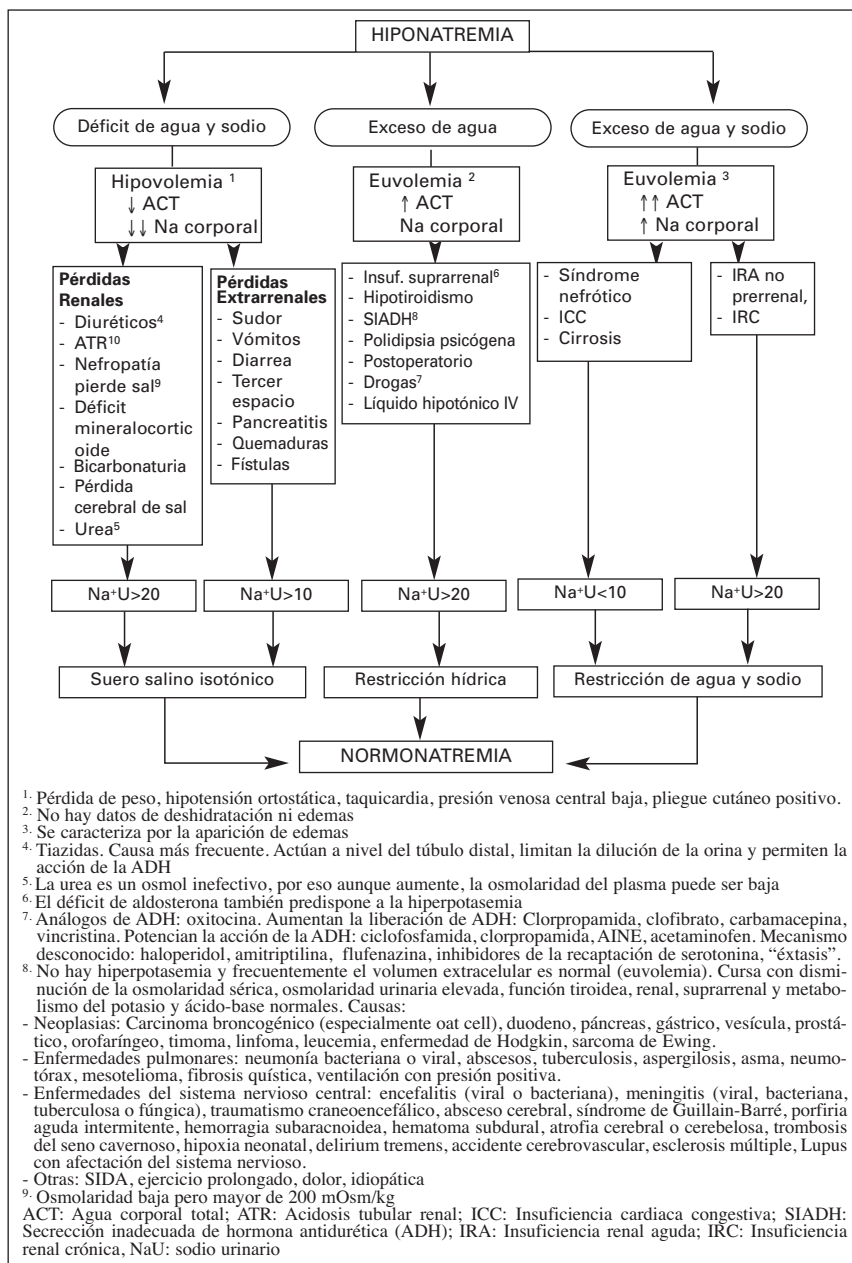 HIPONATREMIA
Déficit de agua y sodio
Exceso de agua
Exceso de agua y sodio
Hipovolemia ¹
↓ ACT
↓↓ Na corporal
Euvolemia ²
↑ ACT
Na corporal
Euvolemia ³
↑↑ ACT
↑ Na corporal
Pérdidas
Renales
- Diuréticos⁴
- ATR¹⁰
- Nefropatía
pierde sal⁹
- Déficit
mineralocortic
oide
- Bicarbonaturia
- Pérdida
cerebral de sal
- Urea⁵
Pérdidas
Extrarrenales
- Sudor
- Vómitos
- Diarrea
- Tercer
espacio
- Pancreatitis
- Quemaduras
- Fístulas
- Insuf. suprarrenal⁶
- Hipotiroidismo
- SIADH⁸
- Polidipsia psicógena
- Postoperatorio
- Drogas⁷
- Líquido hipotónico IV
- Síndrome
nefrótico
- ICC
- Cirrosis
- IRA no
prerrenal,
- IRC
Na⁺U>20
Na⁺U>10
Na⁺U>20
Na⁺U<10
Na⁺U>20
Suero salino isotónico
Restricción hídrica
Restricción de agua y sodio
NORMONATREMIA
¹· Pérdida de peso, hipotensión ortostática, taquicardia, presión venosa central baja, pliegue cutáneo positivo.
²· No hay datos de deshidratación ni edemas
³· Se caracteriza por la aparición de edemas
⁴· Tiazidas. Causa más frecuente. Actúan a nivel del túbulo distal, limitan la dilución de la orina y permiten la
acción de la ADH
⁵· La urea es un osmol inefectivo, por eso aunque aumente, la osmolaridad del plasma puede ser baja
⁶· El déficit de aldosterona también predispone a la hiperpotasemia
⁷· Análogos de ADH: oxitocina. Aumentan la liberación de ADH: Clorpropamida, clofibrato, carbamacepina,
vincristina. Potencian la acción de la ADH: ciclofosfamida, clorpropamida, AINE, acetaminofen. Mecanismo
desconocido: haloperidol, amitriptilina, flufenazina, inhibidores de la recaptación de serotonina, “éxtasis”.
⁸· No hay hiperpotasemia y frecuentemente el volumen extracelular es normal (euvolemia). Cursa con dismi-
nución de la osmolaridad sérica, osmolaridad urinaria elevada, función tiroidea, renal, suprarrenal y metabo-
lismo del potasio y ácido-base normales. Causas:
- Neoplasias: Carcinoma broncogénico (especialmente oat cell), duodeno, páncreas, gástrico, vesícula, prostá-
tico, orofaríngeo, timoma, linfoma, leucemia, enfermedad de Hodgkin, sarcoma de Ewing.
- Enfermedades pulmonares: neumonía bacteriana o viral, abscesos, tuberculosis, aspergilosis, asma, neumo-
tórax, mesotelioma, fibrosis quística, ventilación con presión positiva.
- Enfermedades del sistema nervioso central: encefalitis (viral o bacteriana), meningitis (viral, bacteriana,
tuberculosa o fúngica), traumatismo craneoencefálico, absceso cerebral, síndrome de Guillain-Barré, porfiria
aguda intermitente, hemorragia subaracnoidea, hematoma subdural, atrofia cerebral o cerebelosa, trombosis
del seno cavernoso, hipoxia neonatal, delirium tremens, accidente cerebrovascular, esclerosis múltiple, Lupus
con afectación del sistema nervioso.
- Otras: SIDA, ejercicio prolongado, dolor, idiopática
⁹· Osmolaridad baja pero mayor de 200 mOsm/kg
ACT: Agua corporal total; ATR: Acidosis tubular renal; ICC: Insuficiencia cardiaca congestiva; SIADH:
Secrección inadecuada de hormona antidurética (ADH); IRA: Insuficiencia renal aguda; IRC: Insuficiencia
renal crónica, NaU: sodio urinario